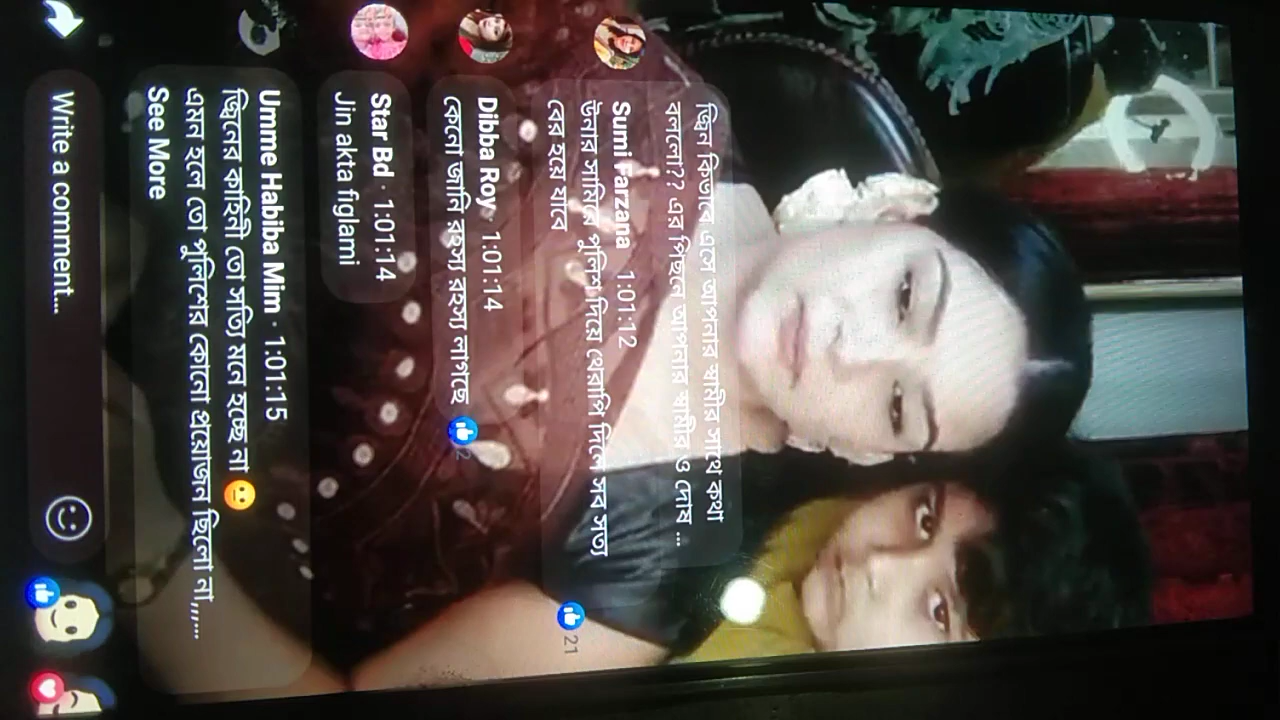 জ্বিন কিভাবে এসে আপনার স্বামীর সাথে কথা
বললো?? এর পিছনে আপনার স্বামীর ও দোষ ...
Sumi Farzana 1:01:12
উনার সামিরে পুলিশ দিয়ে থেরাপি দিলে সব সত্য
বের হয়ে যাবে
21
Dibba Roy · 1:01:14
কেনো জানি রহস্য রহস্য লাগছে
2
Star Bd · 1:01:14
Jin akta figlami
Umme Habiba Mim · 1:01:15
জ্বিনের কাহিনী তো সত্যি মনে হচ্ছে না😐
এমন হলে তো পুলিশের কোনো প্রয়োজন ছিলো না,,,...
See More
Write a comment...